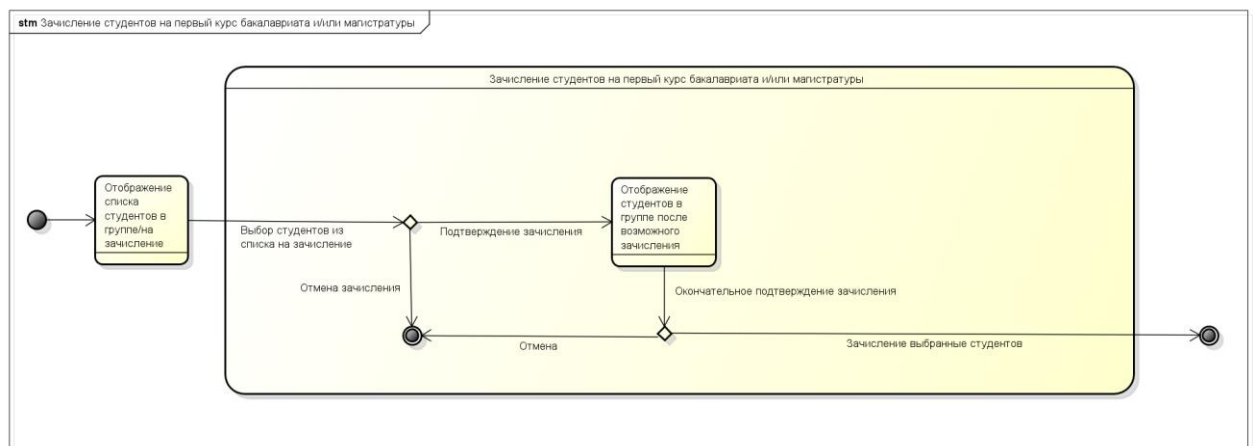 stm Зачисление студентов на первый курс бакалавриата и/или магистратуры
Зачисление студентов на первый курс бакалавриата и/или магистратуры
Отображение
списка
студентов в
группе/на
зачисление
Выбор студентов из
списка на зачисление
Подтверждение зачисления
Отображение
студентов в
группе после
возможного
зачисления
Отмена зачисления
Окончательное подтверждение зачисления
Отмена
Зачисление выбранные студентов